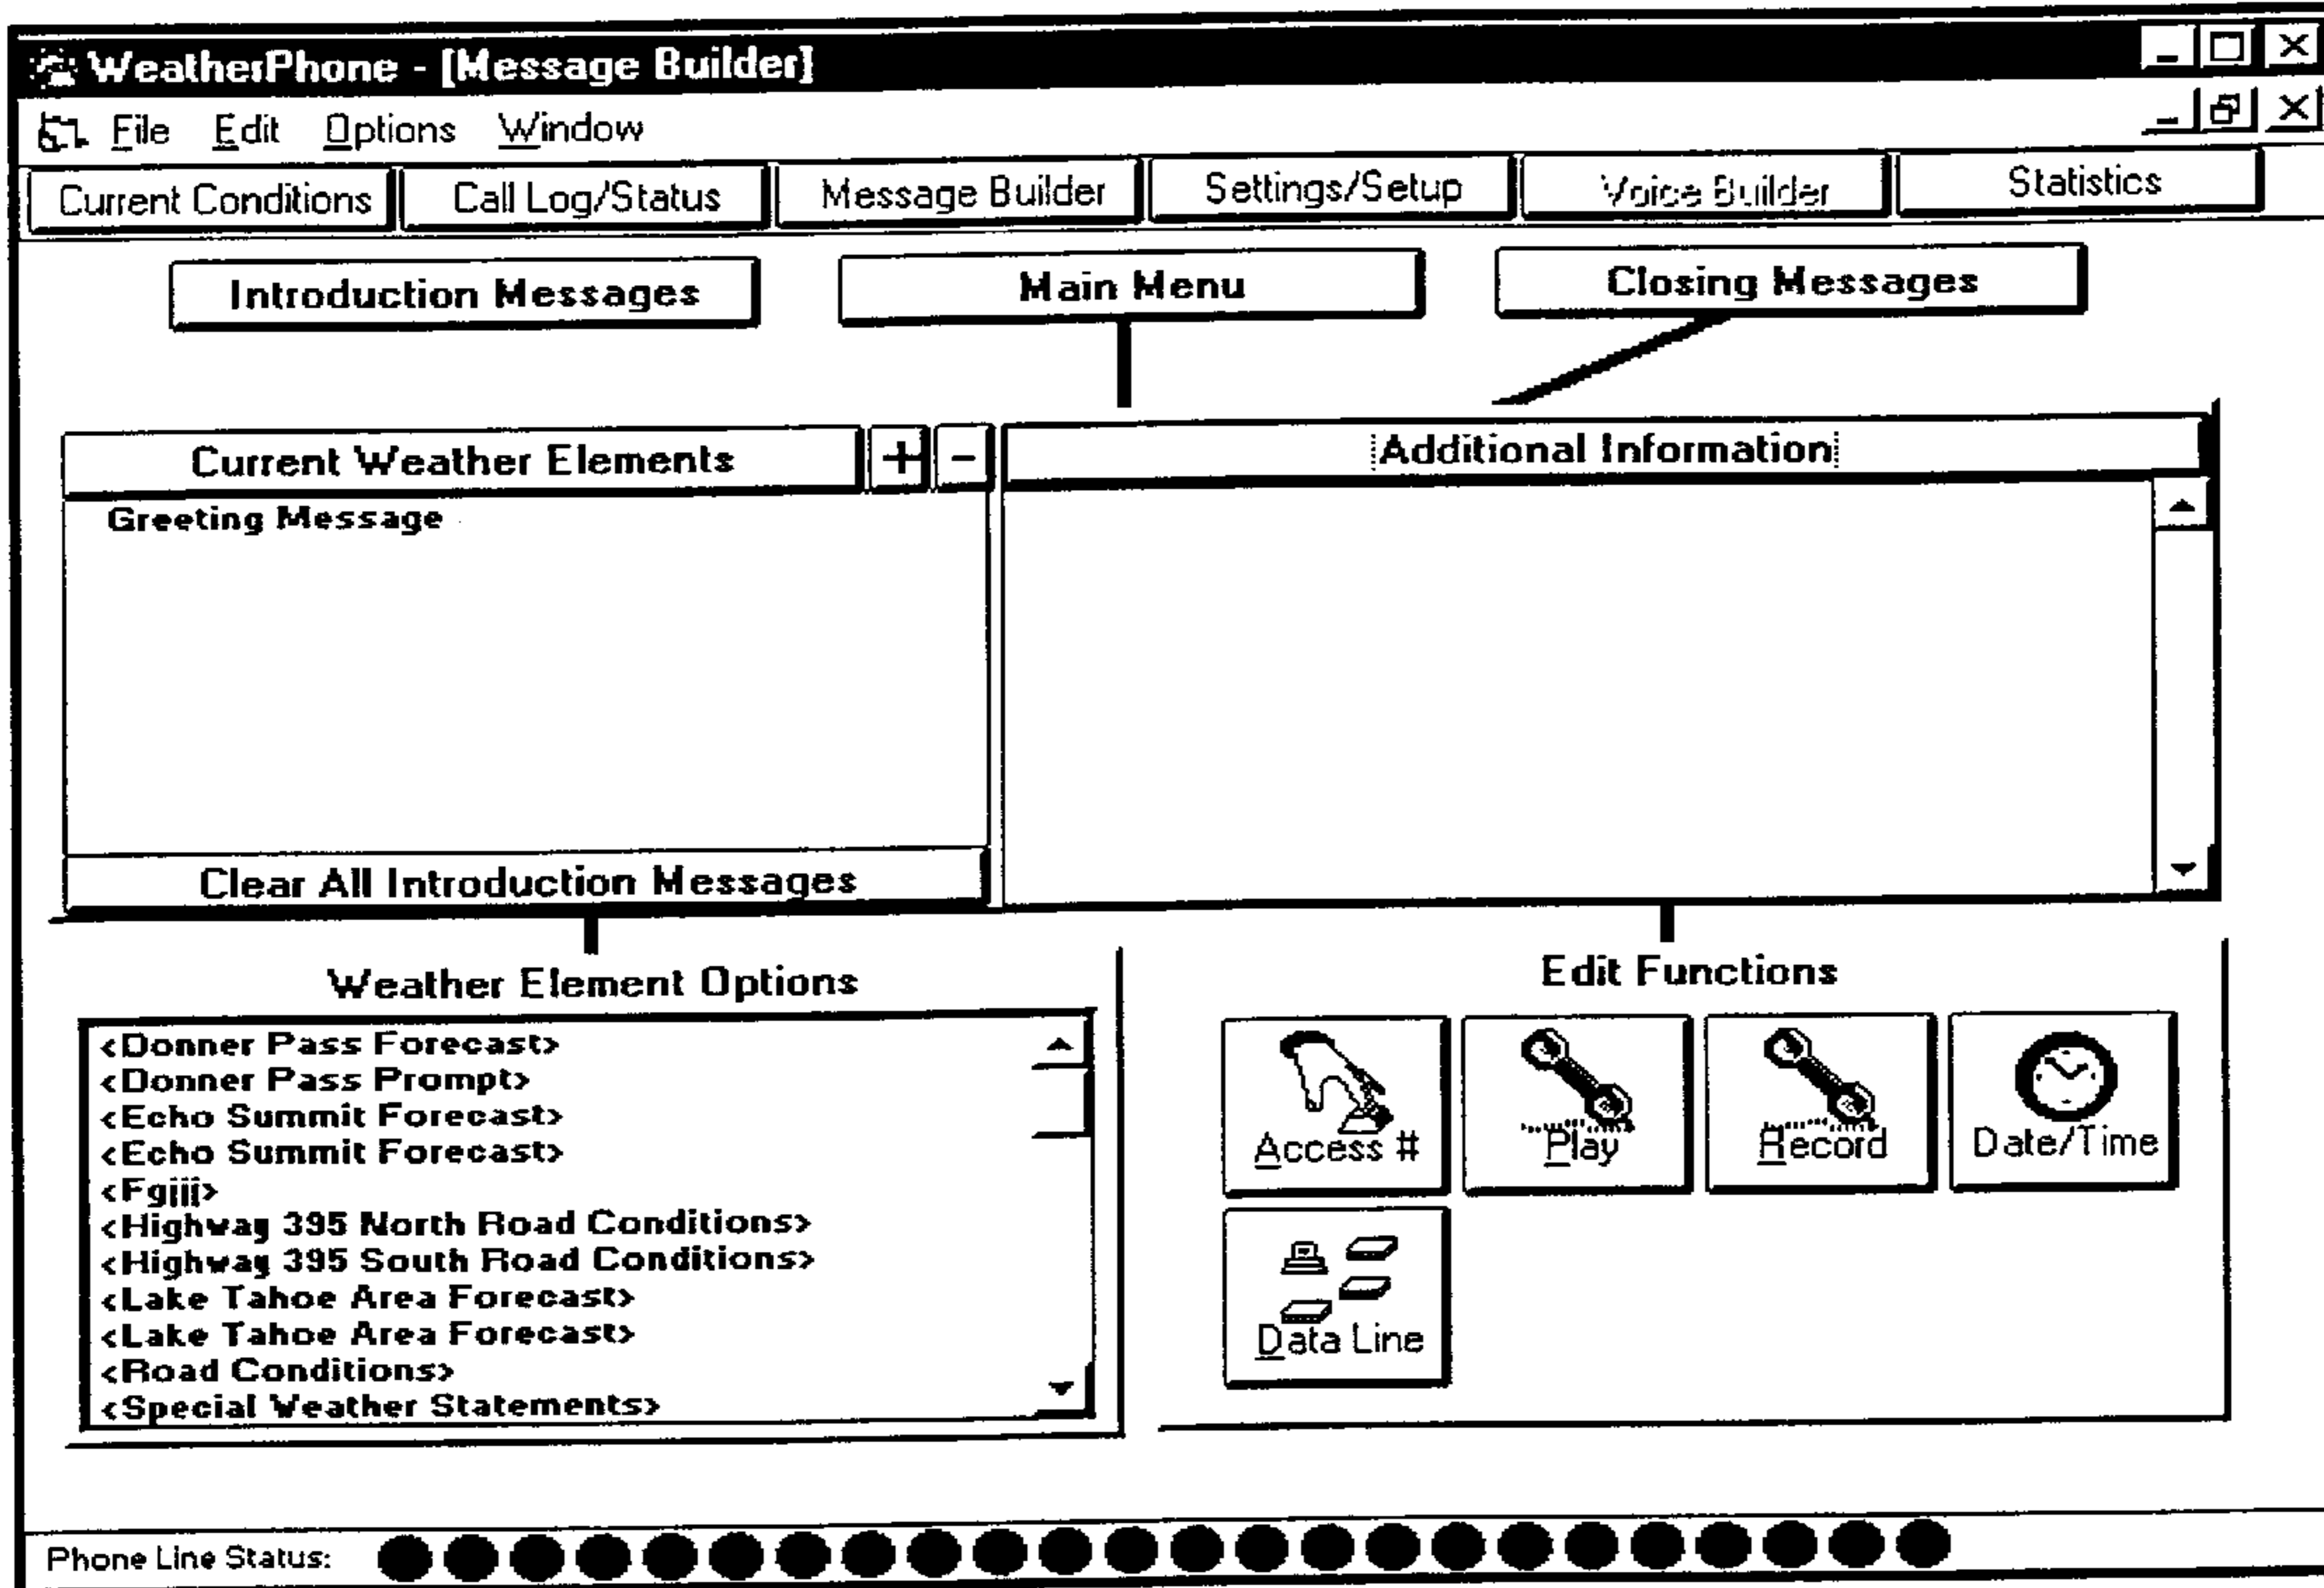 WeatherPhone - [Message Builder]
File Edit Options Window
Current Conditions Call Log/Status Message Builder Settings/Setup Voice Builder Statistics
Introduction Messages Main Menu Closing Messages
Current Weather Elements + - Additional Information
Greeting Message
Clear All Introduction Messages
Weather Element Options
<Donner Pass Forecast>
<Donner Pass Prompt>
<Echo Summit Forecast>
<Echo Summit Forecast>
<Fgiii>
<Highway 395 North Road Conditions>
<Highway 395 South Road Conditions>
<Lake Tahoe Area Forecast>
<Lake Tahoe Area Forecast>
<Road Conditions>
<Special Weather Statements>
Edit Functions
Access # Play Record Date/Time
Data Line
Phone Line Status: